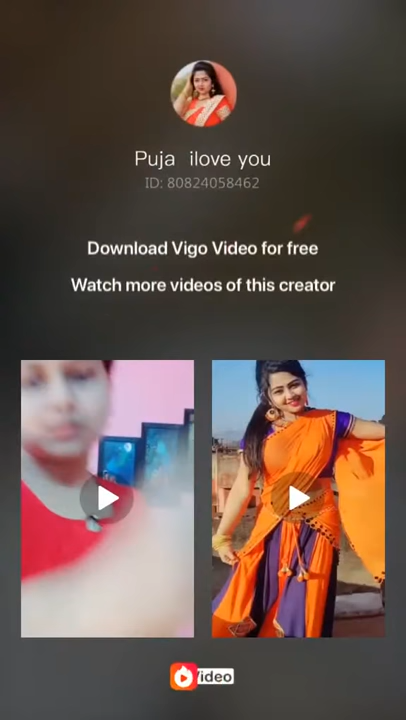 Puja ilove you
ID: 80824058462
Download Vigo Video for free
Watch more videos of this creator
Video